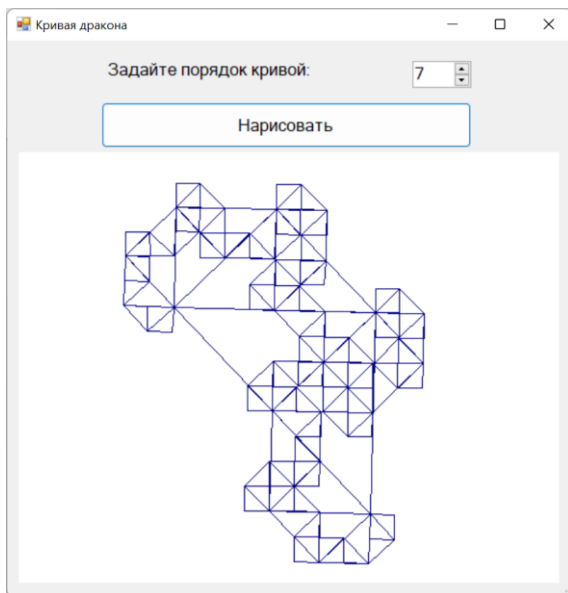 Кривая дракона
Задайте порядок кривой: 7
Нарисовать